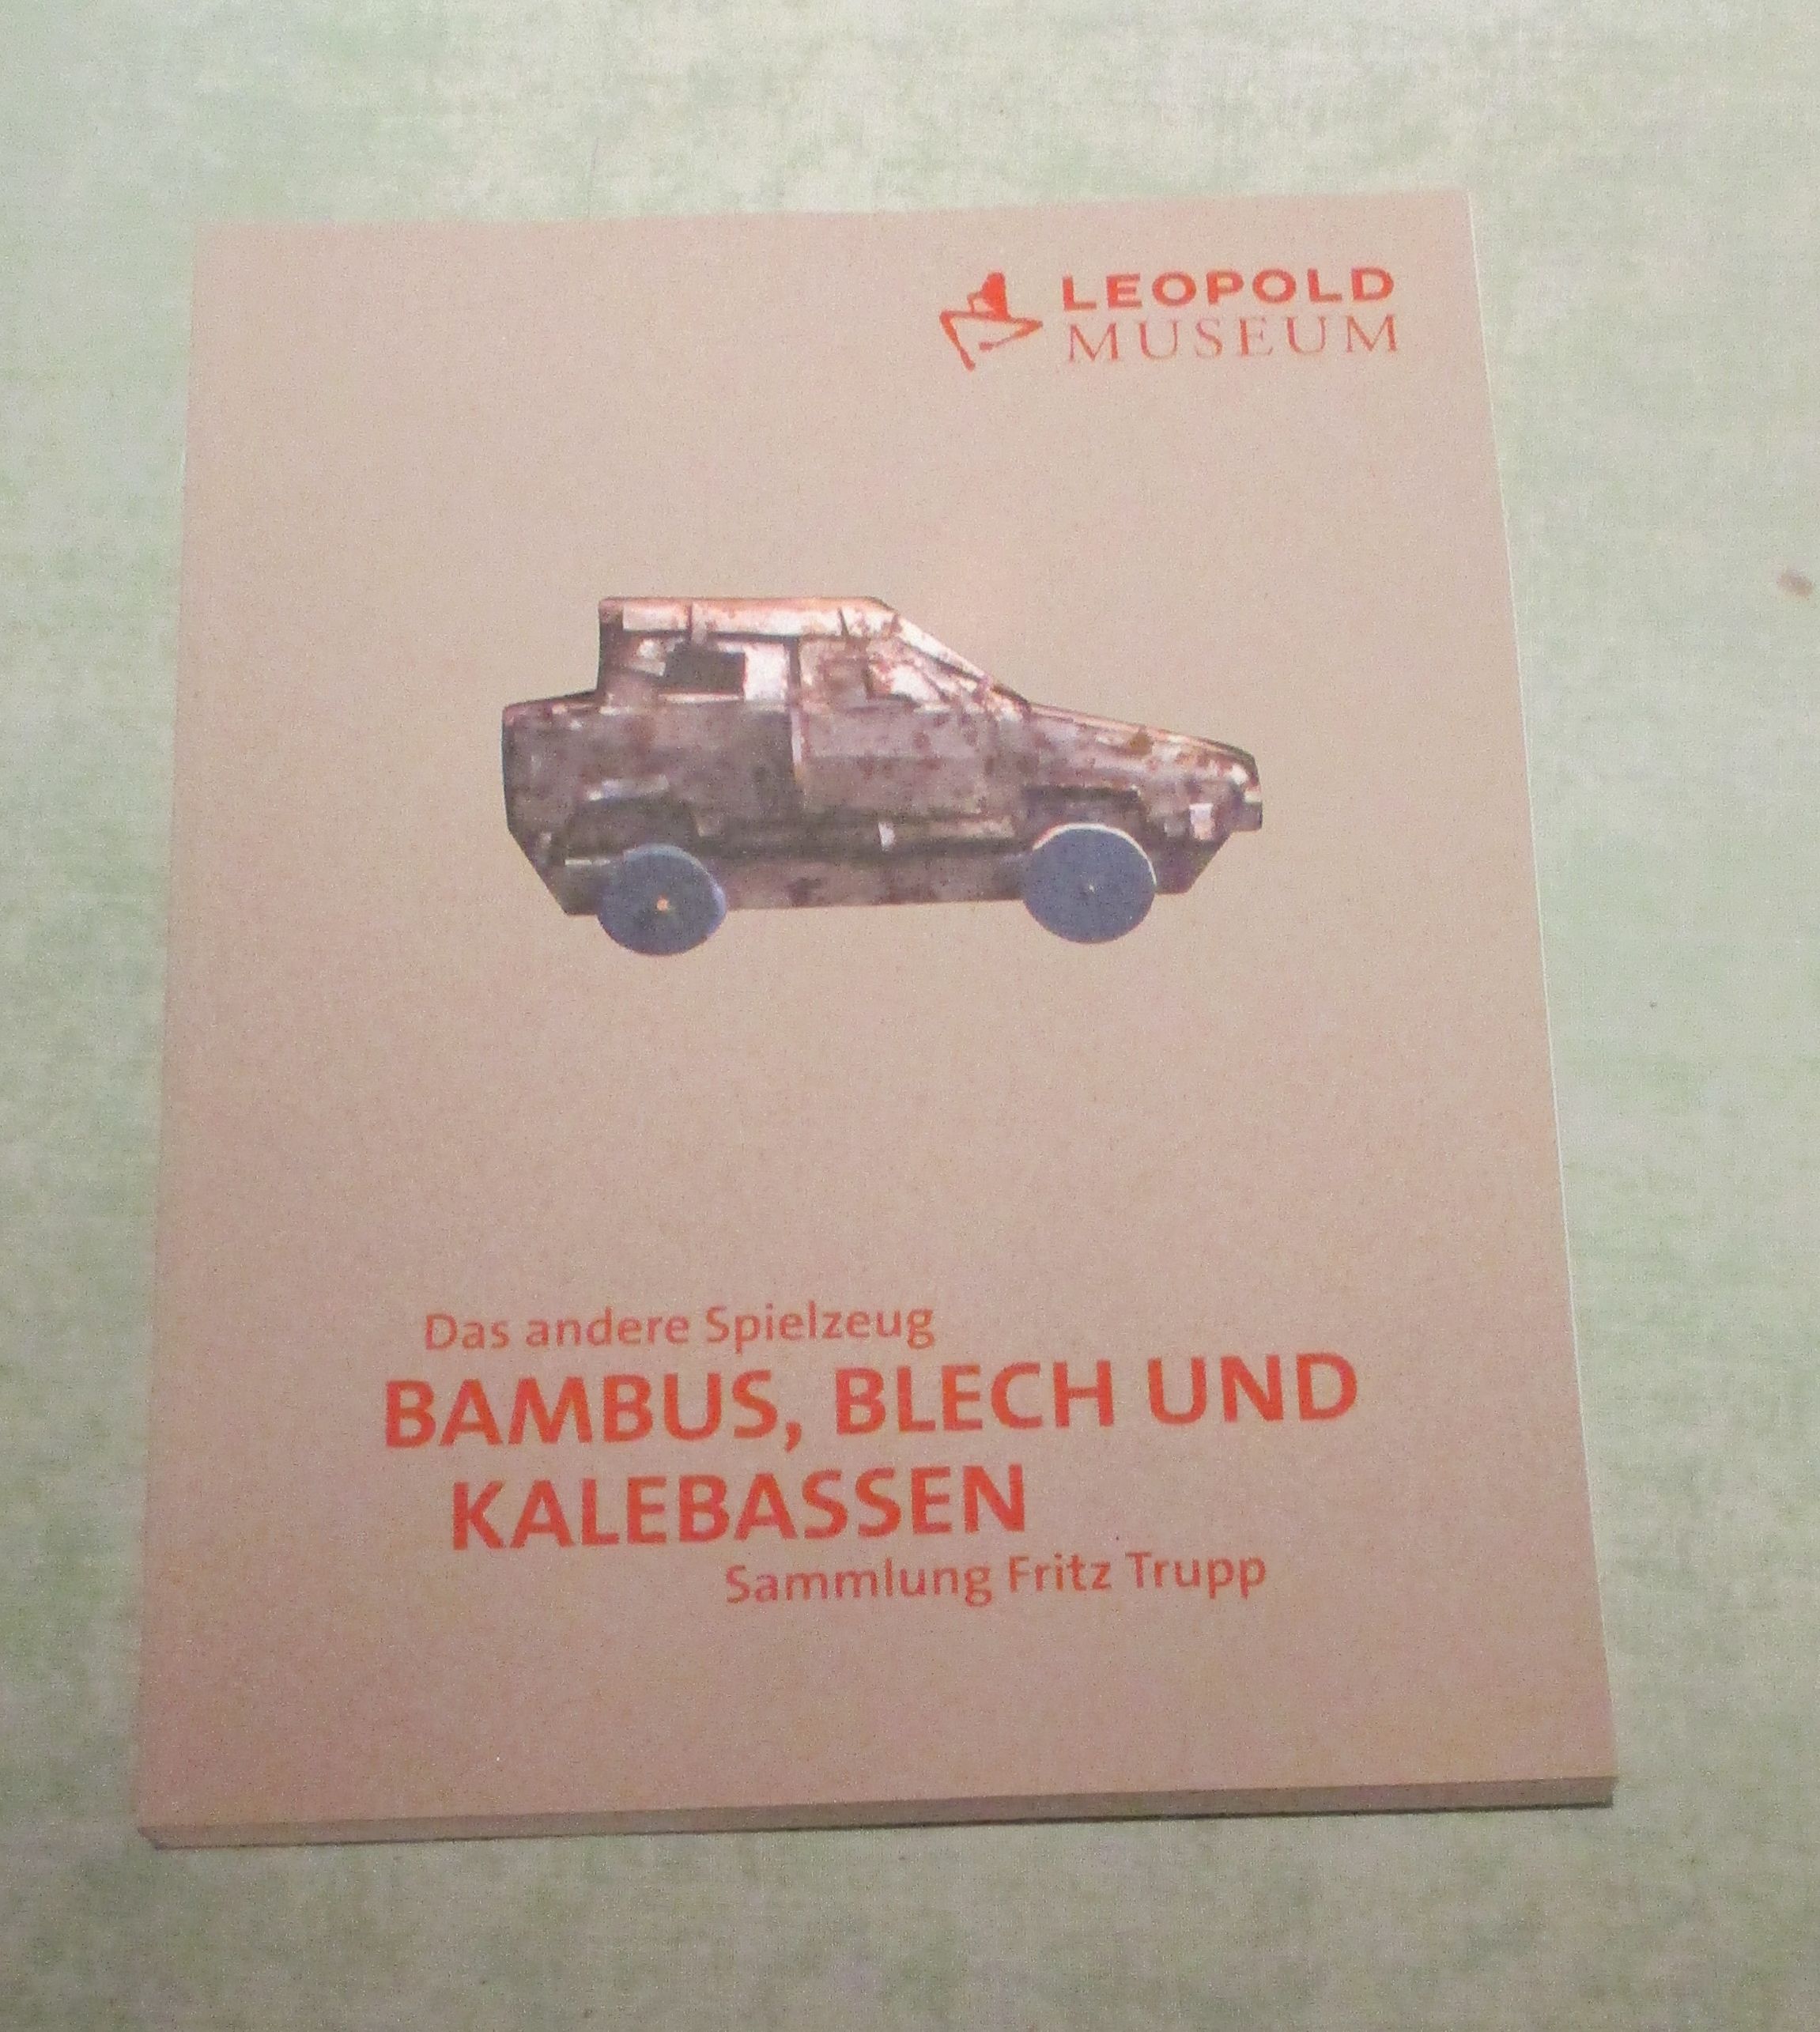 LEOPOLD
MUSEUM
Das andere Spielzeug
BAMBUS, BLECH UND
KALEBASSEN
Sammlung Fritz Trupp